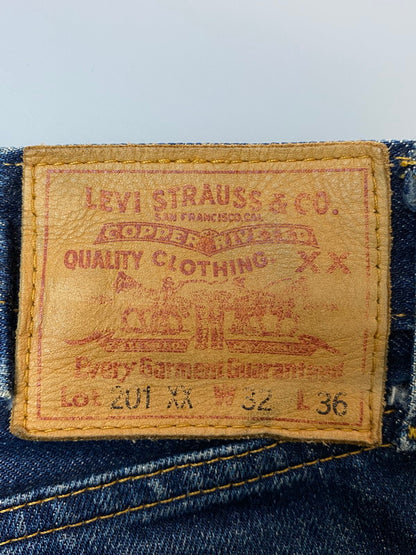 LEVI STRAUSS & CO.
SAN FRANCISCO, CAL.
COPPER RIVETED
QUALITY CLOTHING XX
Every Garment Guaranteed
Lot 201 XX W 32 L 36